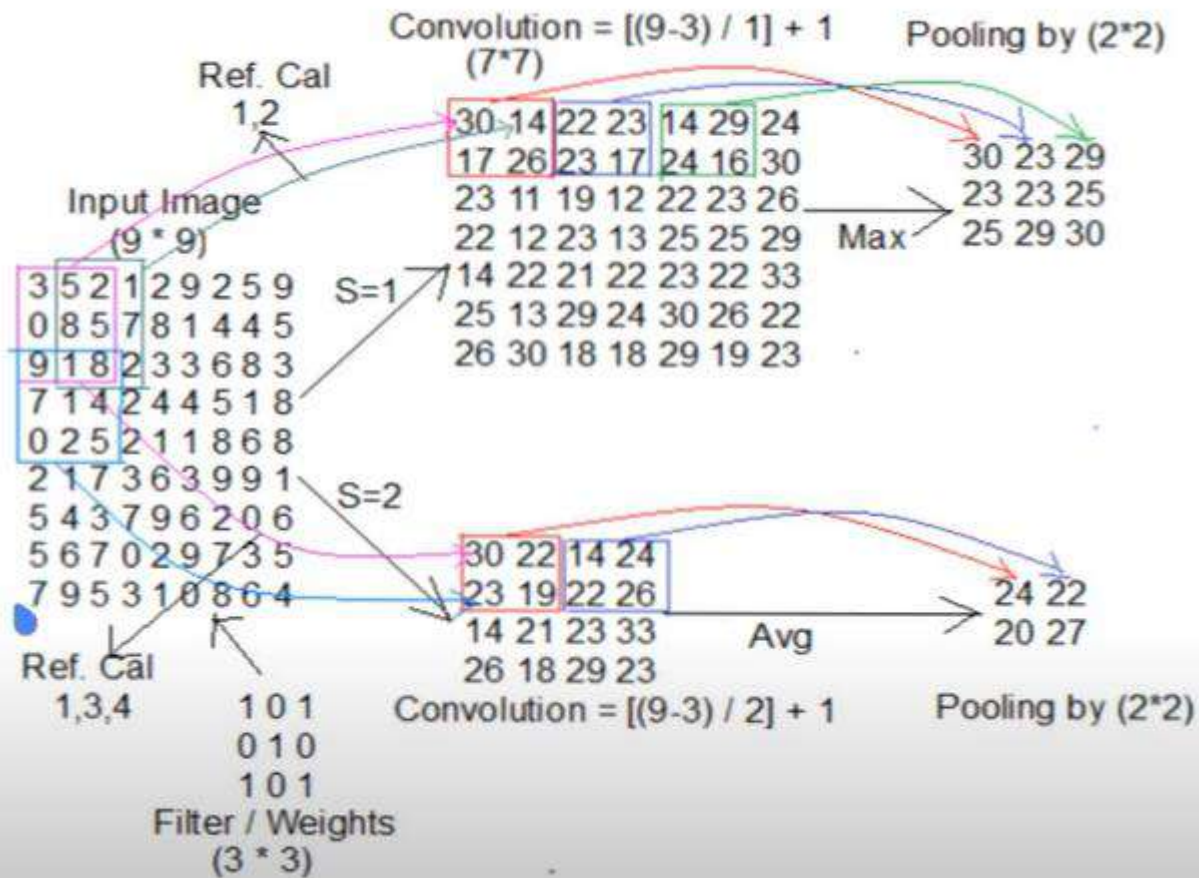 Convolution = [(9-3) / 1] + 1
(7*7)
Pooling by (2*2)
Ref. Cal
1,2
30 14 22 23 14 29 24
17 26 23 17 24 16 30
23 11 19 12 22 23 26
22 12 23 13 25 25 29
14 22 21 22 23 22 33
25 13 29 24 30 26 22
26 30 18 18 29 19 23
Max
30 23 29
23 23 25
25 29 30
Input Image
(9 * 9)
3 5 2 1 2 9 2 5 9
0 8 5 7 8 1 4 4 5
9 1 8 2 3 3 6 8 3
7 1 4 2 4 4 5 1 8
0 2 5 2 1 1 8 6 8
2 1 7 3 6 3 9 9 1
5 4 3 7 9 6 2 0 6
5 6 7 0 2 9 7 3 5
7 9 5 3 1 0 8 6 4
S=1
S=2
30 22 14 24
23 19 22 26
14 21 23 33
26 18 29 23
Avg
24 22
20 27
Ref. Cal
1,3,4
Convolution = [(9-3) / 2] + 1
Pooling by (2*2)
1 0 1
0 1 0
1 0 1
Filter / Weights
(3 * 3)